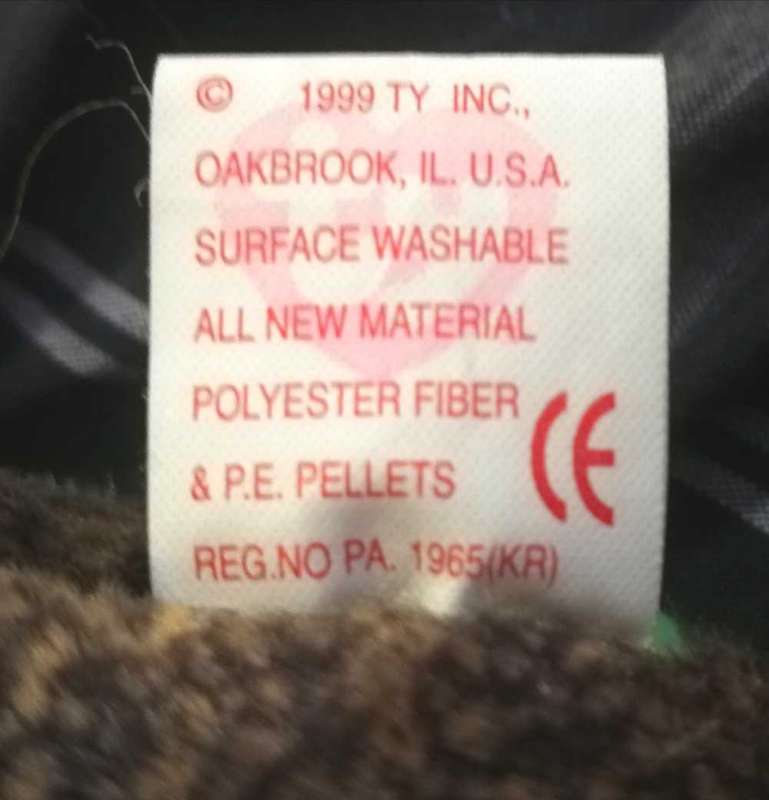 © 1999 TY INC.,
OAKBROOK, IL. U.S.A.
SURFACE WASHABLE
ALL NEW MATERIAL
POLYESTER FIBER
& P.E. PELLETS
CE
REG.NO PA. 1965(KR)